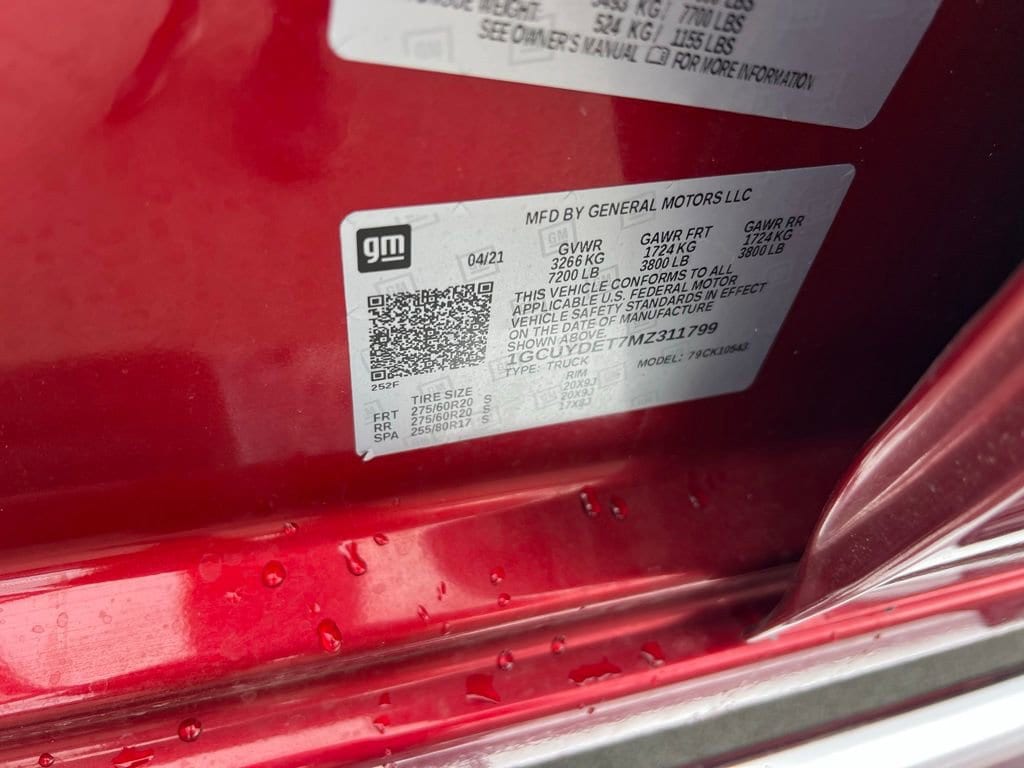 7700 LBS
524 KG/ 1155 LBS
SEE OWNER'S MANUAL FOR MORE INFORMATION
MFD BY GENERAL MOTORS LLC
gm
04/21
GVWR GAWR FRT GAWR RR
3266 KG 1724 KG 1724 KG
7200 LB 3800 LB 3800 LB
THIS VEHICLE CONFORMS TO ALL
APPLICABLE U.S. FEDERAL MOTOR
VEHICLE SAFETY STANDARDS IN EFFECT
ON THE DATE OF MANUFACTURE
SHOWN ABOVE.
1GCUYDET7MZ311799
TYPE: TRUCK MODEL: 79CK10543
252F
TIRE SIZE RIM
FRT 275/60R20 S 20X9J
RR 275/60R20 S 20X9J
SPA 255/80R17 S 17X8J